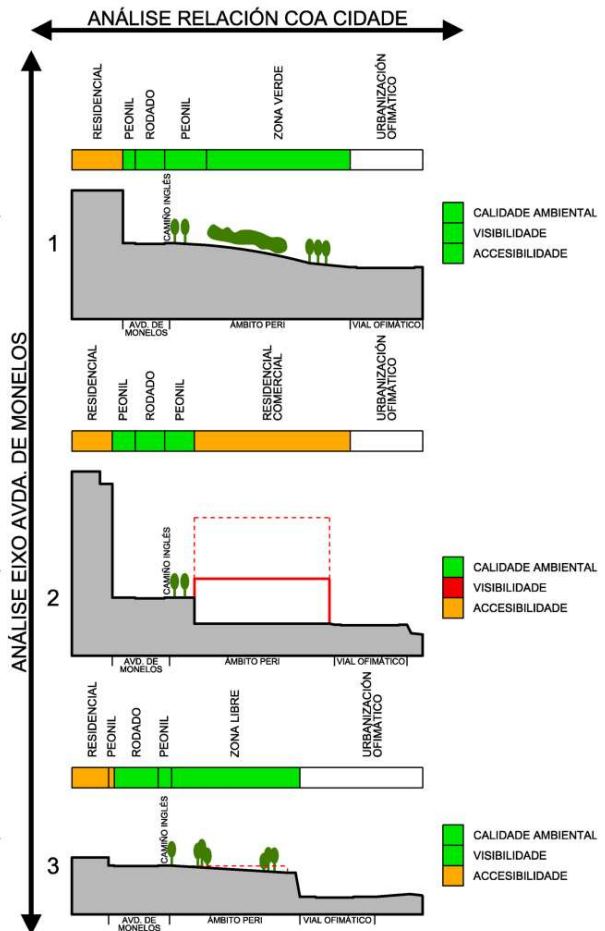 ANÁLISE RELACIÓN COA CIDADE
ANÁLISE EIXO AVDA. DE MONELOS
RESIDENCIAL
PEONIL
RODADO
PEONIL
ZONA VERDE
URBANIZACIÓN
OFIMÁTICO
1
CAMIÑO INGLÉS
CALIDADE AMBIENTAL
VISIBILIDADE
ACCESIBILIDADE
AVD. DE
MONELOS
ÁMBITO PERI
VIAL OFIMÁTICO
RESIDENCIAL
PEONIL
RODADO
PEONIL
RESIDENCIAL
COMERCIAL
URBANIZACIÓN
OFIMÁTICO
2
CAMIÑO INGLÉS
CALIDADE AMBIENTAL
VISIBILIDADE
ACCESIBILIDADE
AVD. DE
MONELOS
ÁMBITO PERI
VIAL OFIMÁTICO
RESIDENCIAL
PEONIL
RODADO
PEONIL
ZONA LIBRE
URBANIZACIÓN
OFIMÁTICO
3
CAMIÑO INGLÉS
CALIDADE AMBIENTAL
VISIBILIDADE
ACCESIBILIDADE
AVD. DE
MONELOS
ÁMBITO PERI
VIAL OFIMÁTICO